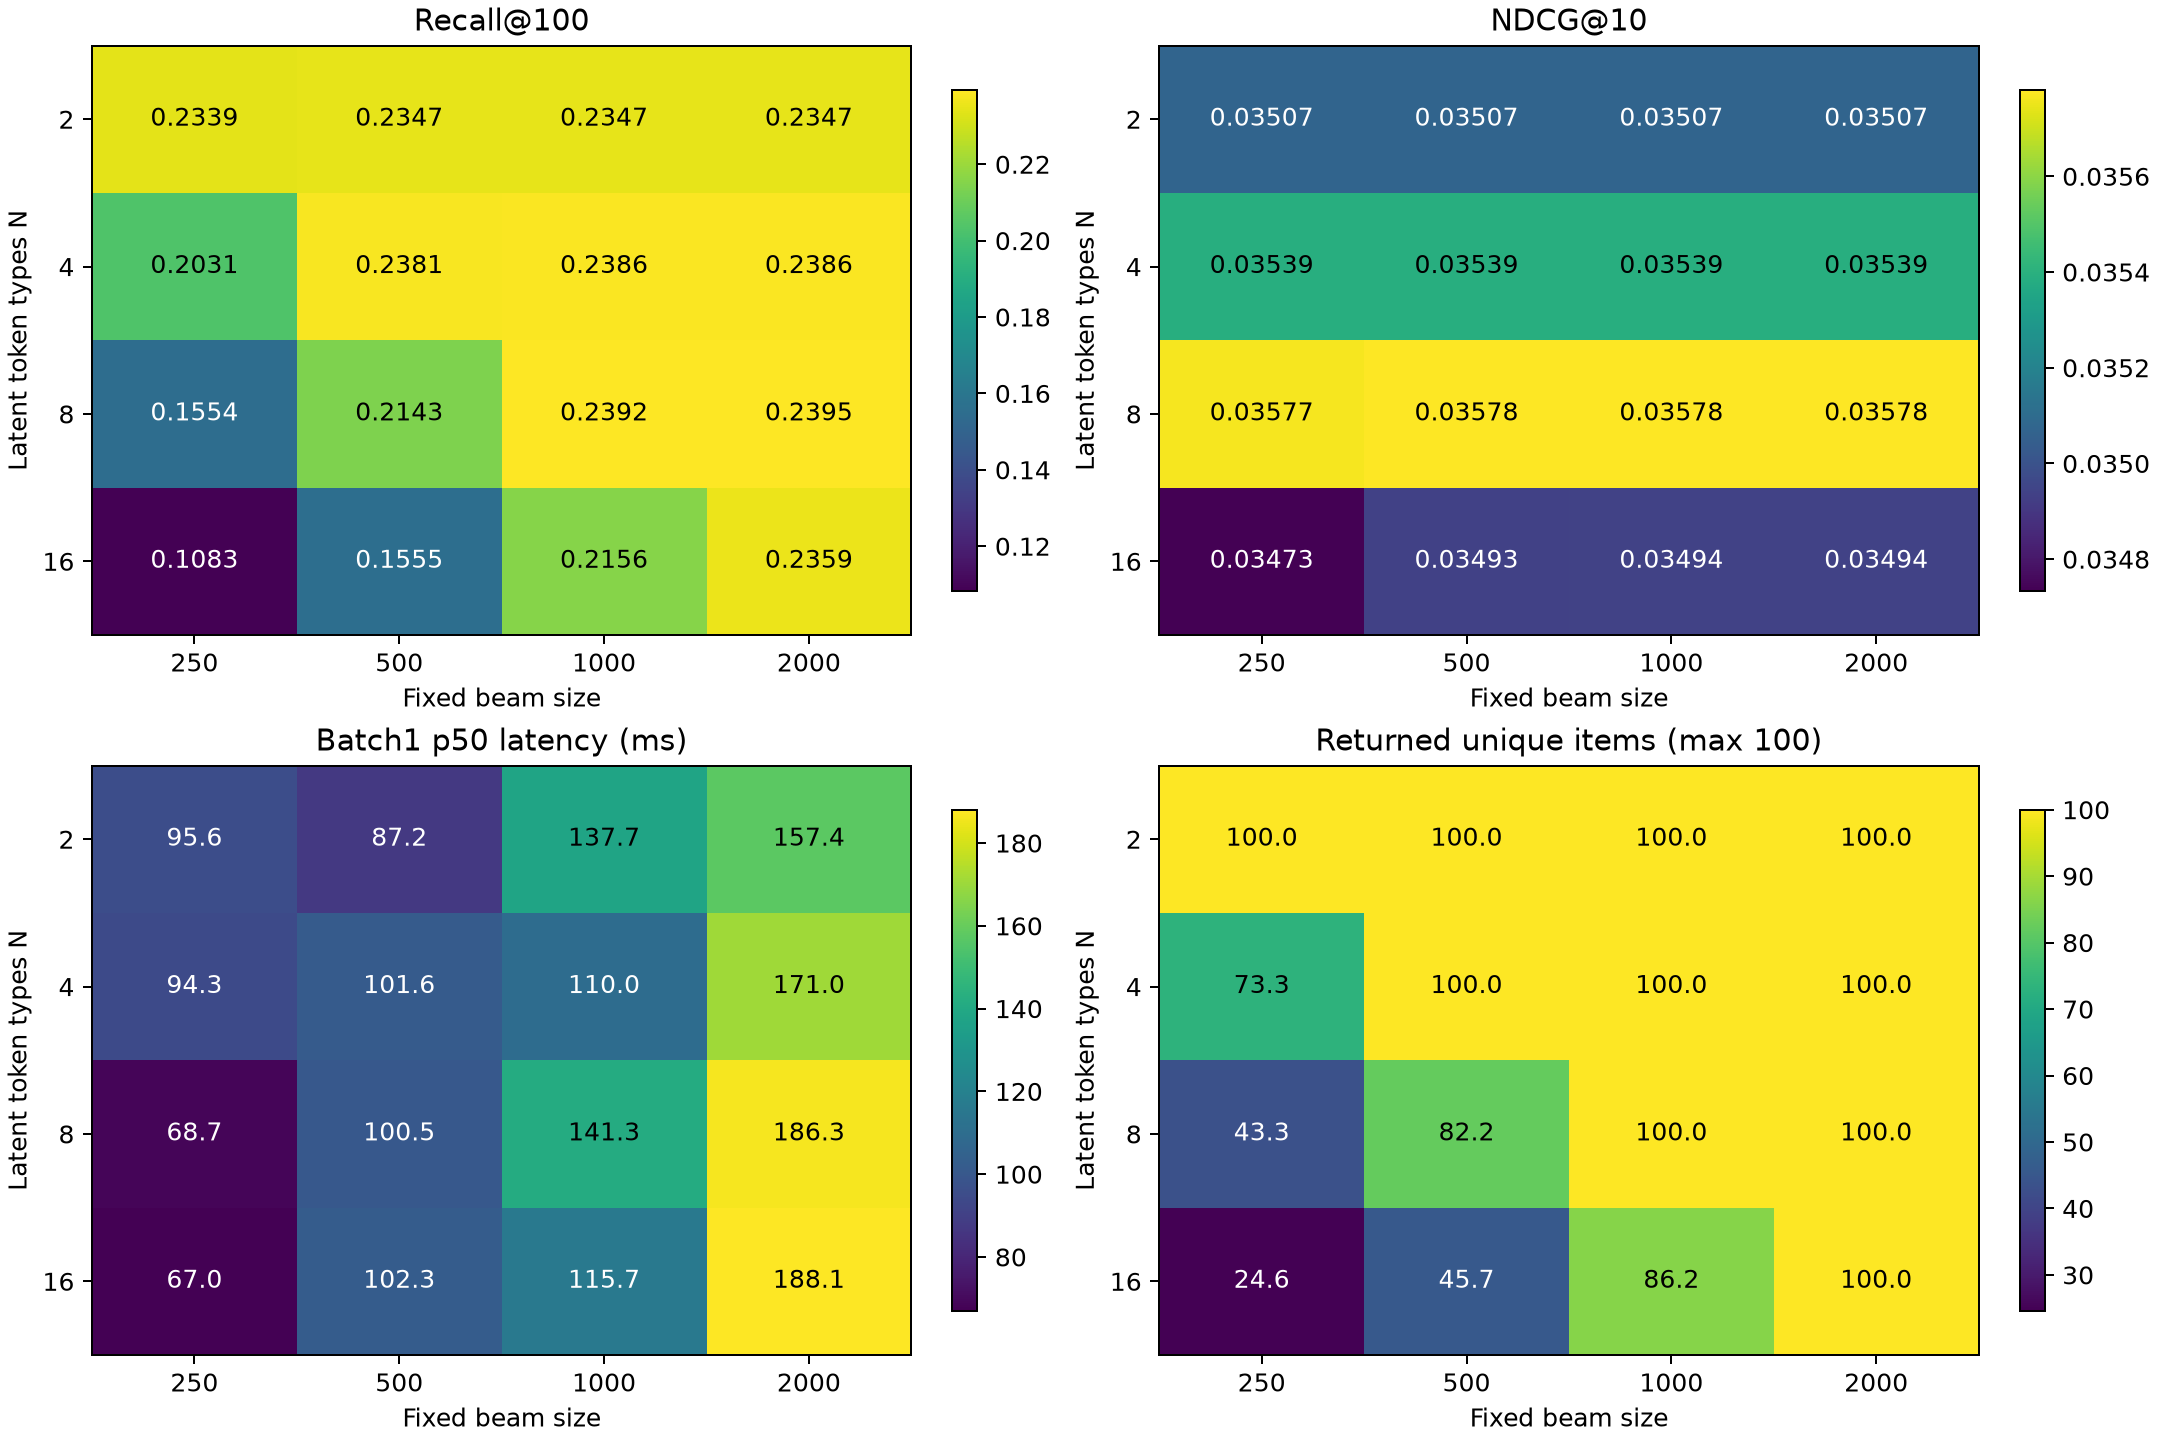 Recall@100
Latent token types N
2
0.2339 0.2347 0.2347 0.2347
4
0.2031 0.2381 0.2386 0.2386
8
0.1554 0.2143 0.2392 0.2395
16
0.1083 0.1555 0.2156 0.2359
250 500 1000 2000
Fixed beam size
0.22
0.20
0.18
0.16
0.14
0.12
NDCG@10
Latent token types N
2
0.03507 0.03507 0.03507 0.03507
4
0.03539 0.03539 0.03539 0.03539
8
0.03577 0.03578 0.03578 0.03578
16
0.03473 0.03493 0.03494 0.03494
250 500 1000 2000
Fixed beam size
0.0356
0.0354
0.0352
0.0350
0.0348
Batch1 p50 latency (ms)
Latent token types N
2
95.6 87.2 137.7 157.4
4
94.3 101.6 110.0 171.0
8
68.7 100.5 141.3 186.3
16
67.0 102.3 115.7 188.1
250 500 1000 2000
Fixed beam size
180
160
140
120
100
80
Returned unique items (max 100)
Latent token types N
2
100.0 100.0 100.0 100.0
4
73.3 100.0 100.0 100.0
8
43.3 82.2 100.0 100.0
16
24.6 45.7 86.2 100.0
250 500 1000 2000
Fixed beam size
100
90
80
70
60
50
40
30